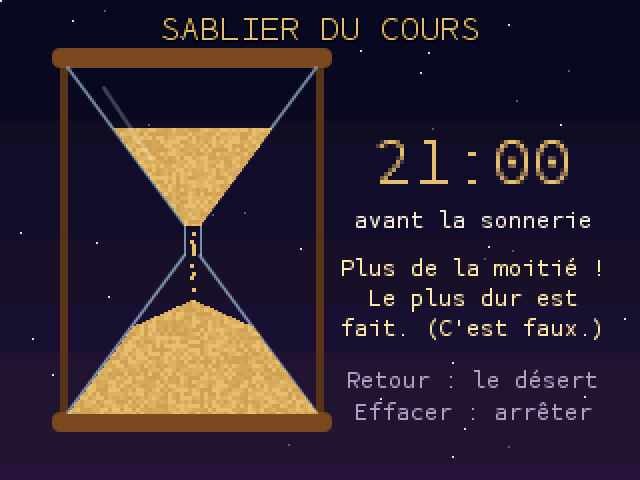 SABLIER DU COURS
21:00
avant la sonnerie
Plus de la moitié !
Le plus dur est
fait. (C'est faux.)
Retour : le désert
Effacer : arrêter